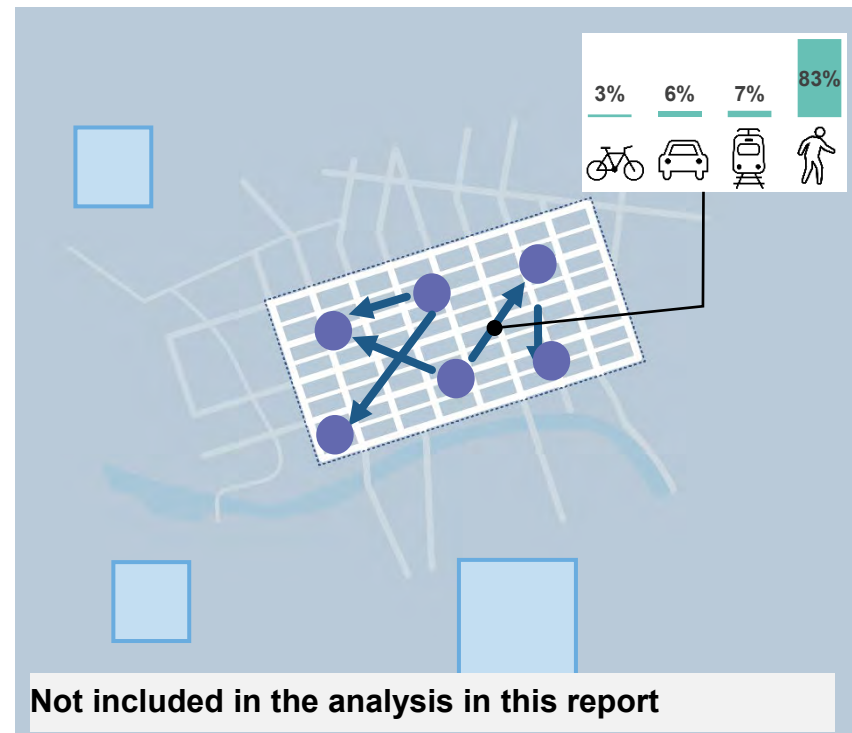 3% 6% 7% 83%
Not included in the analysis in this report